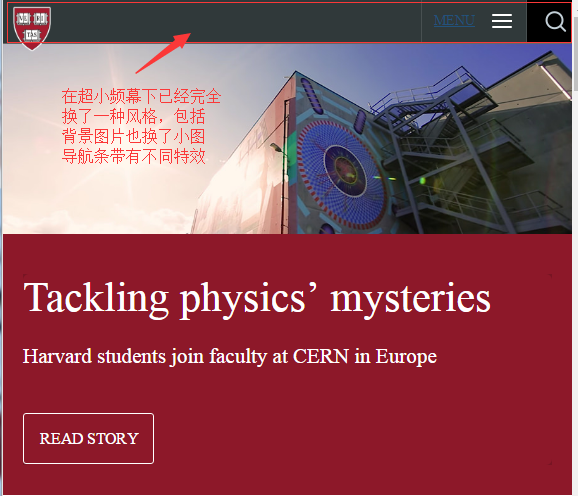 MENU
在超小频幕下已经完全
换了一种风格，包括
背景图片也换了小图
导航条带有不同特效
Tackling physics’ mysteries
Harvard students join faculty at CERN in Europe
READ STORY